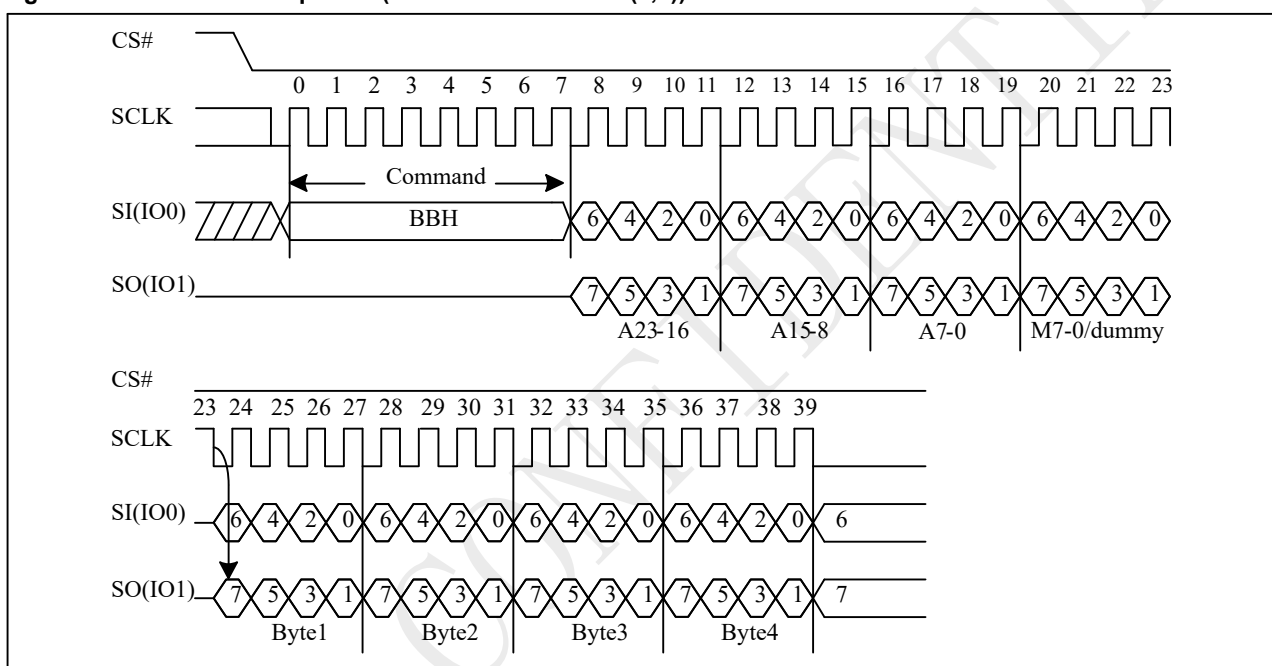 CS#
0 1 2 3 4 5 6 7 8 9 10 11 12 13 14 15 16 17 18 19 20 21 22 23
SCLK
Command
SI(IO0) BBH 6 4 2 0 6 4 2 0 6 4 2 0 6 4 2 0
SO(IO1) 7 5 3 1 7 5 3 1 7 5 3 1 7 5 3 1
A23-16 A15-8 A7-0 M7-0/dummy
CS#
23 24 25 26 27 28 29 30 31 32 33 34 35 36 37 38 39
SCLK
SI(IO0) 6 4 2 0 6 4 2 0 6 4 2 0 6 4 2 0 6
SO(IO1) 7 5 3 1 7 5 3 1 7 5 3 1 7 5 3 1 7
Byte1 Byte2 Byte3 Byte4